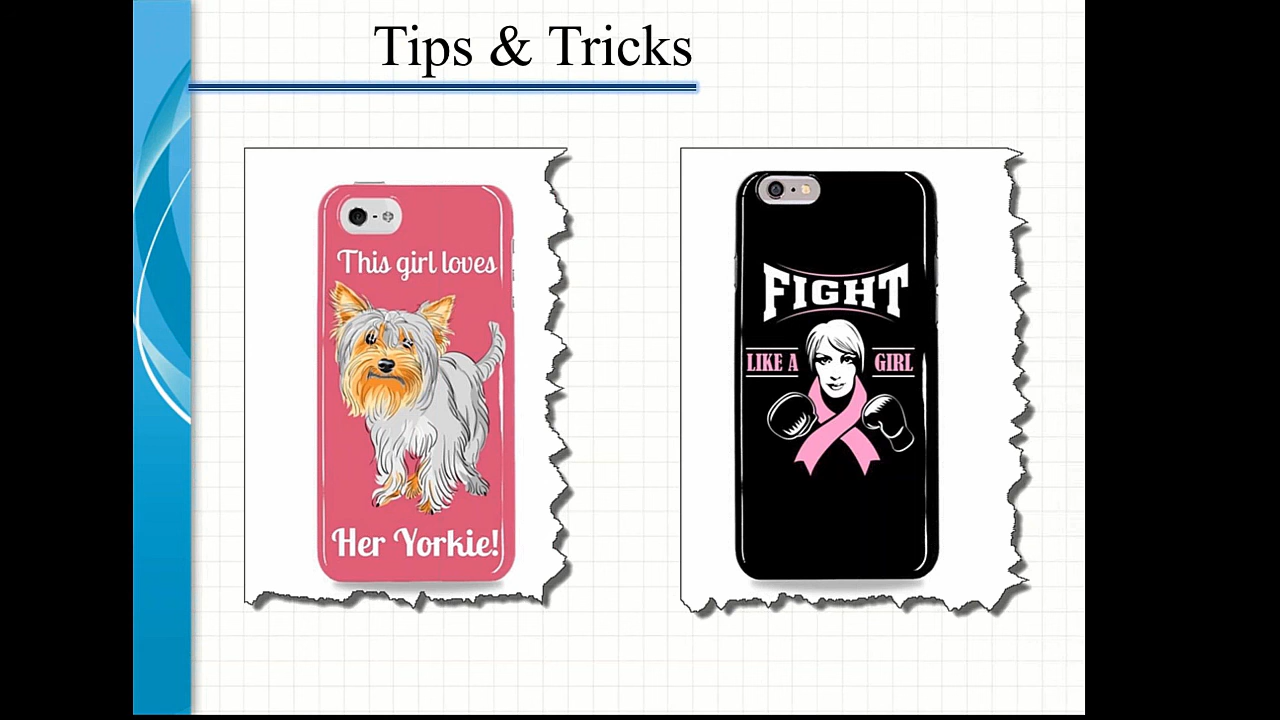 Tips & Tricks
This girl loves
Her Yorkie!
FIGHT
LIKE A GIRL